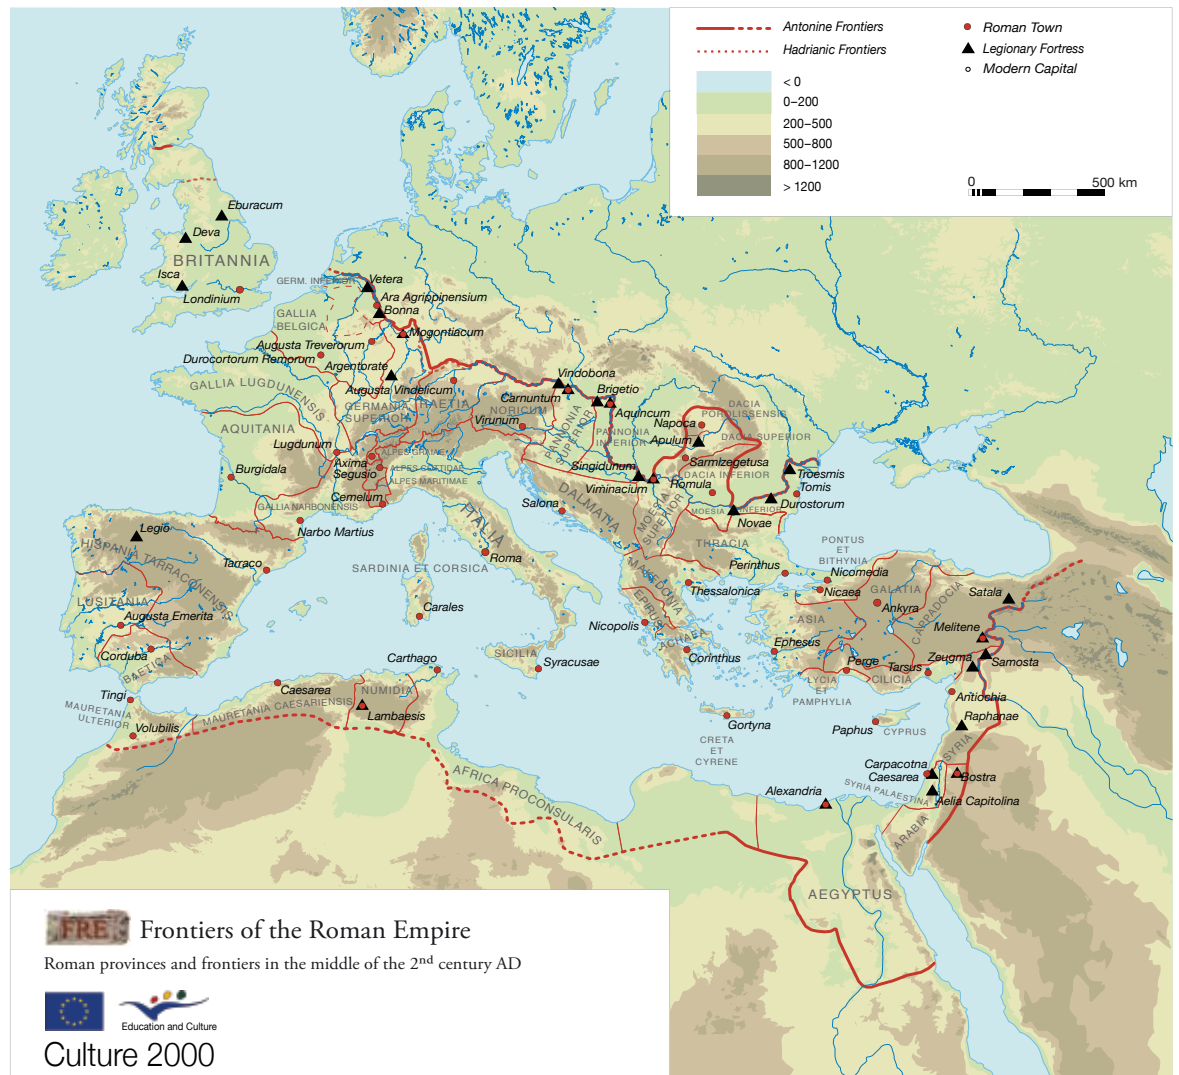 Antonine Frontiers
Hadrianic Frontiers
< 0
0–200
200–500
500–800
800–1200
> 1200
Roman Town
Legionary Fortress
Modern Capital
0 500 km
Eburacum
Deva
BRITANNIA
Isca
Londinium
GERM. INFERIOR
Vetera
Ara Agrippinensium
Bonna
GALLIA
BELGICA
Mogontiacum
Augusta Treverorum
Durocortorum Remorum
Argentorate
GALLIA LUGDUNENSIS
Augusta Vindelicum
GERMANIA
SUPERIOR
RAETIA
AQUITANIA
Lugdunum
NORICUM
Virunum
Vindobona
Carnuntum
Brigetio
Aquncum
PANNONIA
SUPERIOR
PANNONIA
INFERIOR
DACIA
POROLISSENSIS
Napoca
DACIA SUPERIOR
Apulum
Sarmizegetusa
DACIA INFERIOR
Singidunum
Romula
Viminacium
Troesmis
Tomis
Durostorum
MOESIA INFERIOR
Novae
MOESIA
SUPERIOR
ALPES GRAIAE
Axima
ALPES COTTIDAE
Segusio
ALPES MARITIMAE
Burgidala
Cemelum
GALLIA NARBONENSIS
Narbo Martius
Salona
DALMATIA
ITALIA
Roma
THRACIA
Perinthus
PONTUS
ET
BITHYNIA
Nicomedia
Nicaea
GALATIA
Ankyra
CAPPADOCIA
Satala
Melitene
Zeugma
Samosta
Legio
HISPANIA TARRACONENSIS
Tarraco
LUSITANIA
Augusta Emerita
Corduba
BAETICA
SARDINIA ET CORSICA
Carales
MAKEDONIA
Thessalonica
EPIRUS
Nicopolis
ACHAEA
Corinthus
ASIA
Ephesus
Perge
Tarsus
LYCIA
ET
PAMPHYLIA
CILICIA
Antiochia
SICILIA
Syracusae
Carthago
Tingi
Caesarea
NUMIDIA
MAURETANIA
ULTERIOR
MAURETANIA CAESARIENSIS
Lambaesis
Volubilis
Gortyna
CRETA
ET
CYRENE
Paphus
CYPRUS
Raphanae
SYRIA
Carpacotna
Caesarea
Bostra
SYRIA PALAESTINA
Aelia Capitolina
Alexandria
ARABIA
AFRICA PROCONSULARIS
AEGYPTUS
FRE
Frontiers of the Roman Empire
Roman provinces and frontiers in the middle of the 2nd century AD
Education and Culture
Culture 2000